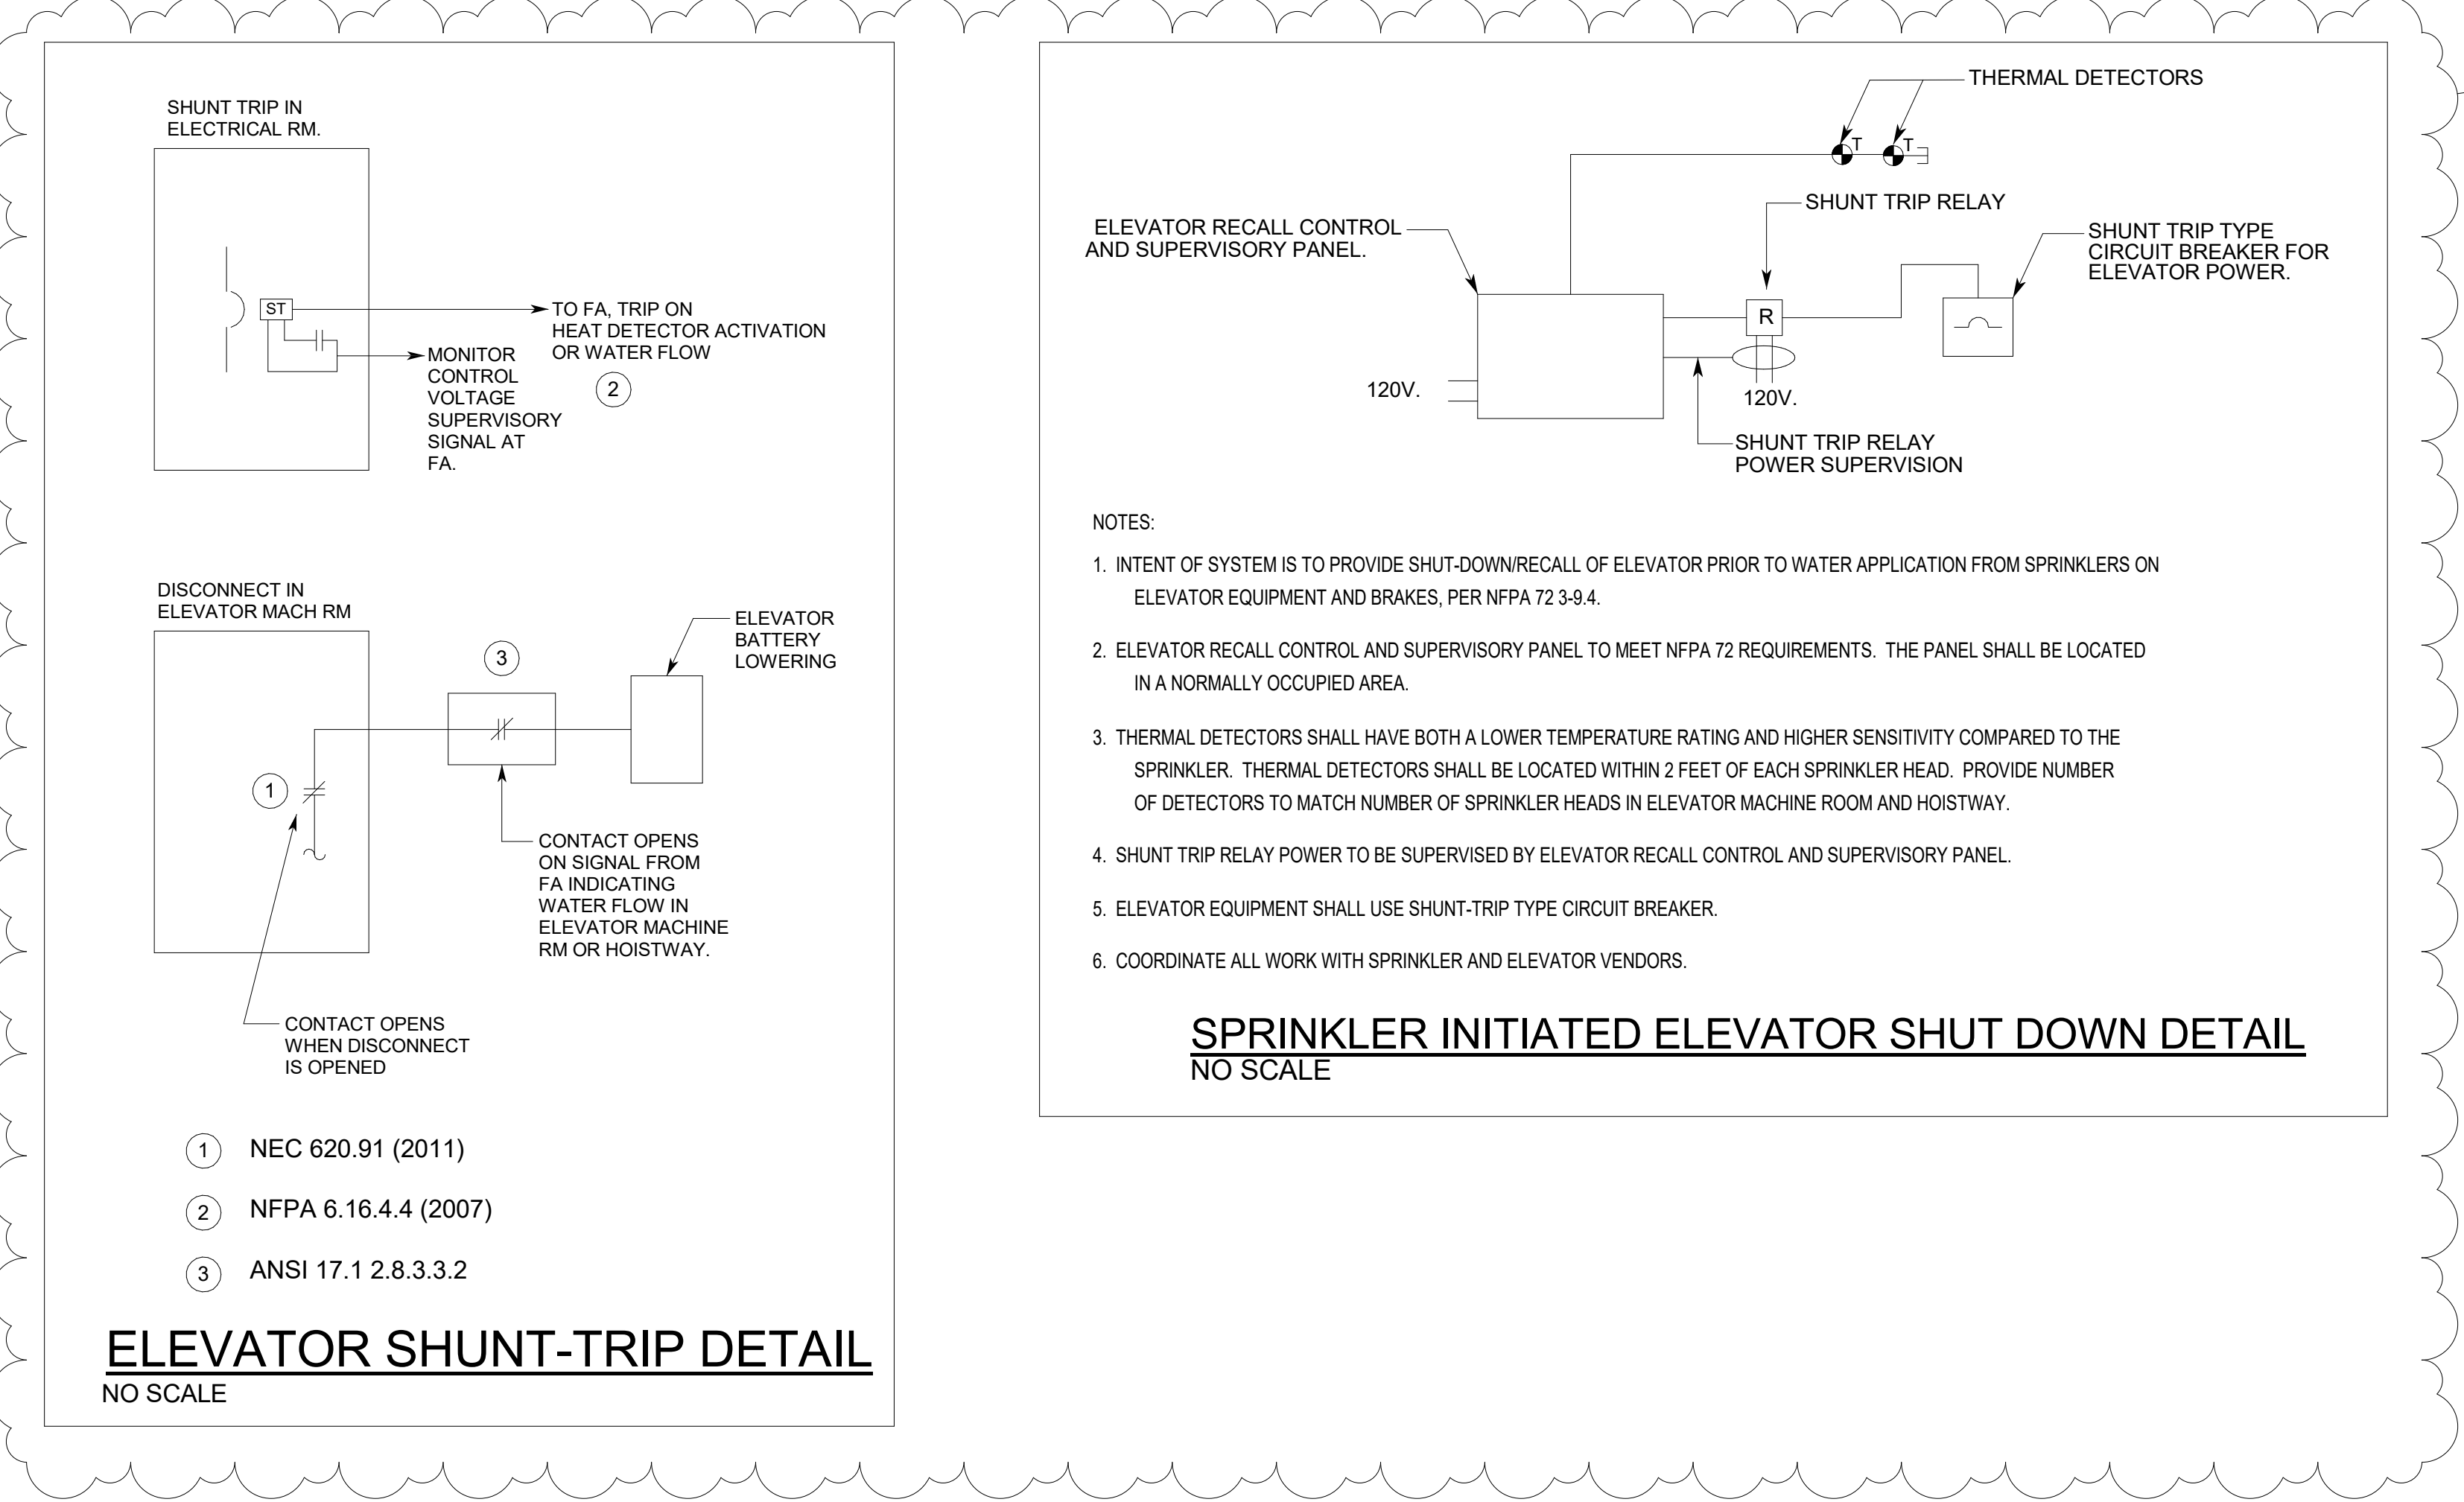 SHUNT TRIP IN
ELECTRICAL RM.
ST
TO FA, TRIP ON
HEAT DETECTOR ACTIVATION
OR WATER FLOW
2
MONITOR
CONTROL
VOLTAGE
SUPERVISORY
SIGNAL AT
FA.
DISCONNECT IN
ELEVATOR MACH RM
1
3
ELEVATOR
BATTERY
LOWERING
CONTACT OPENS
ON SIGNAL FROM
FA INDICATING
WATER FLOW IN
ELEVATOR MACHINE
RM OR HOISTWAY.
CONTACT OPENS
WHEN DISCONNECT
IS OPENED
1 NEC 620.91 (2011)
2 NFPA 6.16.4.4 (2007)
3 ANSI 17.1 2.8.3.3.2
ELEVATOR SHUNT-TRIP DETAIL
NO SCALE
THERMAL DETECTORS
T T
SHUNT TRIP RELAY
ELEVATOR RECALL CONTROL
AND SUPERVISORY PANEL.
SHUNT TRIP TYPE
CIRCUIT BREAKER FOR
ELEVATOR POWER.
R
120V.
120V.
SHUNT TRIP RELAY
POWER SUPERVISION
NOTES:
1. INTENT OF SYSTEM IS TO PROVIDE SHUT-DOWN/RECALL OF ELEVATOR PRIOR TO WATER APPLICATION FROM SPRINKLERS ON
ELEVATOR EQUIPMENT AND BRAKES, PER NFPA 72 3-9.4.
2. ELEVATOR RECALL CONTROL AND SUPERVISORY PANEL TO MEET NFPA 72 REQUIREMENTS. THE PANEL SHALL BE LOCATED
IN A NORMALLY OCCUPIED AREA.
3. THERMAL DETECTORS SHALL HAVE BOTH A LOWER TEMPERATURE RATING AND HIGHER SENSITIVITY COMPARED TO THE
SPRINKLER. THERMAL DETECTORS SHALL BE LOCATED WITHIN 2 FEET OF EACH SPRINKLER HEAD. PROVIDE NUMBER
OF DETECTORS TO MATCH NUMBER OF SPRINKLER HEADS IN ELEVATOR MACHINE ROOM AND HOISTWAY.
4. SHUNT TRIP RELAY POWER TO BE SUPERVISED BY ELEVATOR RECALL CONTROL AND SUPERVISORY PANEL.
5. ELEVATOR EQUIPMENT SHALL USE SHUNT-TRIP TYPE CIRCUIT BREAKER.
6. COORDINATE ALL WORK WITH SPRINKLER AND ELEVATOR VENDORS.
SPRINKLER INITIATED ELEVATOR SHUT DOWN DETAIL
NO SCALE